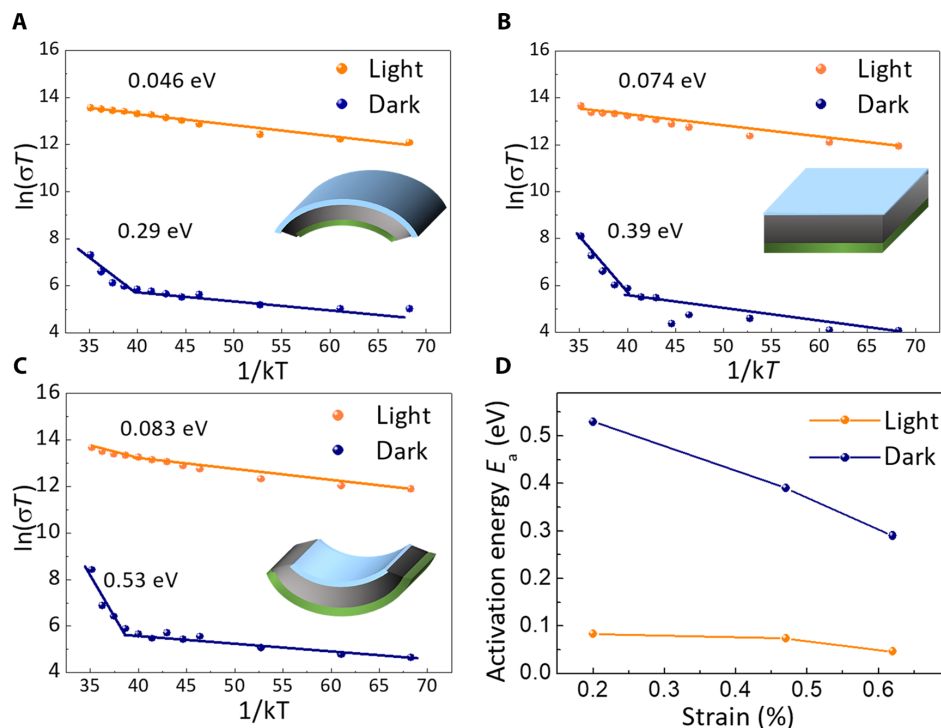 A
16
14
12
10
8
6
4
ln(σT)
0.046 eV
Light
Dark
0.29 eV
35 40 45 50 55 60 65 70
1/kT
B
16
14
12
10
8
6
4
ln(σT)
0.074 eV
Light
Dark
0.39 eV
35 40 45 50 55 60 65 70
1/kT
C
16
14
12
10
8
6
4
ln(σT)
0.083 eV
Light
Dark
0.53 eV
35 40 45 50 55 60 65 70
1/kT
D
0.5
0.4
0.3
0.2
0.1
0.0
Activation energy Ea (eV)
Light
Dark
0.2 0.3 0.4 0.5 0.6
Strain (%)